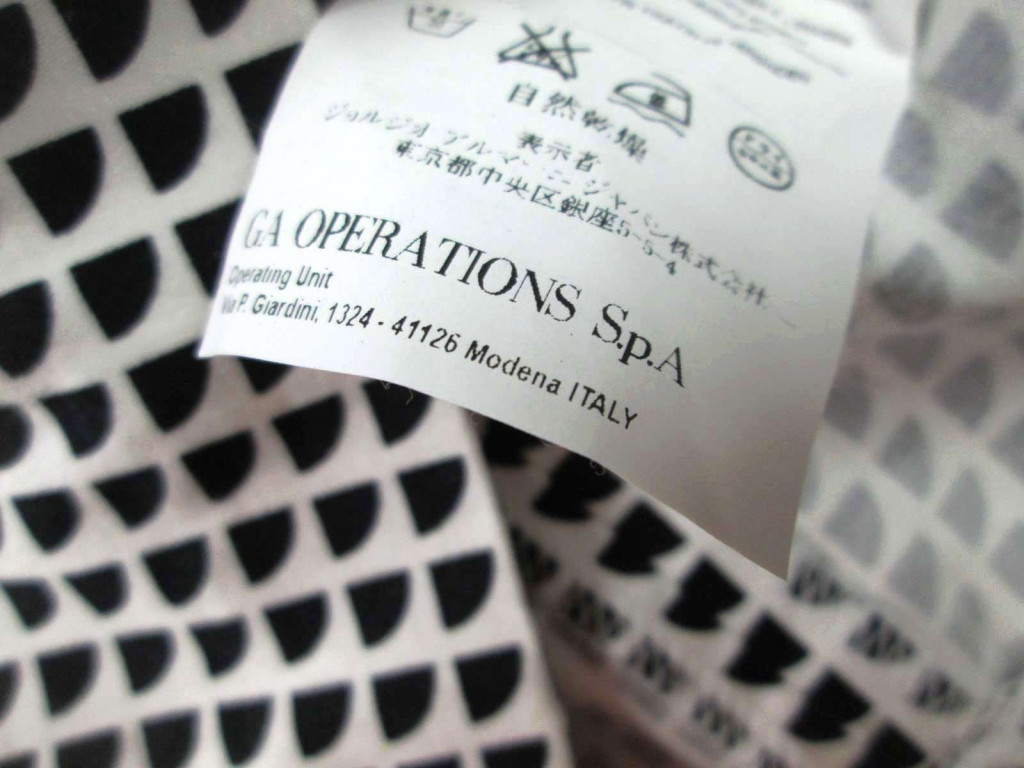 自然乾燥
表示者
ジョルジオ アルマーニ ジャパン株式会社
東京都中央区銀座5-5-4
GA OPERATIONS S.p.A
Operating Unit
Via P. Giardini, 1324 - 41126 Modena ITALY